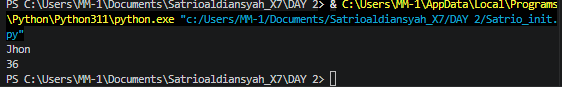 PS C:\Users\MM-1\Documents\Satrioaldiansyah_X7\DAY 2> & C:\Users\MM-1\AppData\Local\Programs
\Python\Python311\python.exe "c:/Users/MM-1/Documents/Satrioaldiansyah_X7/DAY 2/Satrio_init.
py"
Jhon
36
PS C:\Users\MM-1\Documents\Satrioaldiansyah_X7\DAY 2>